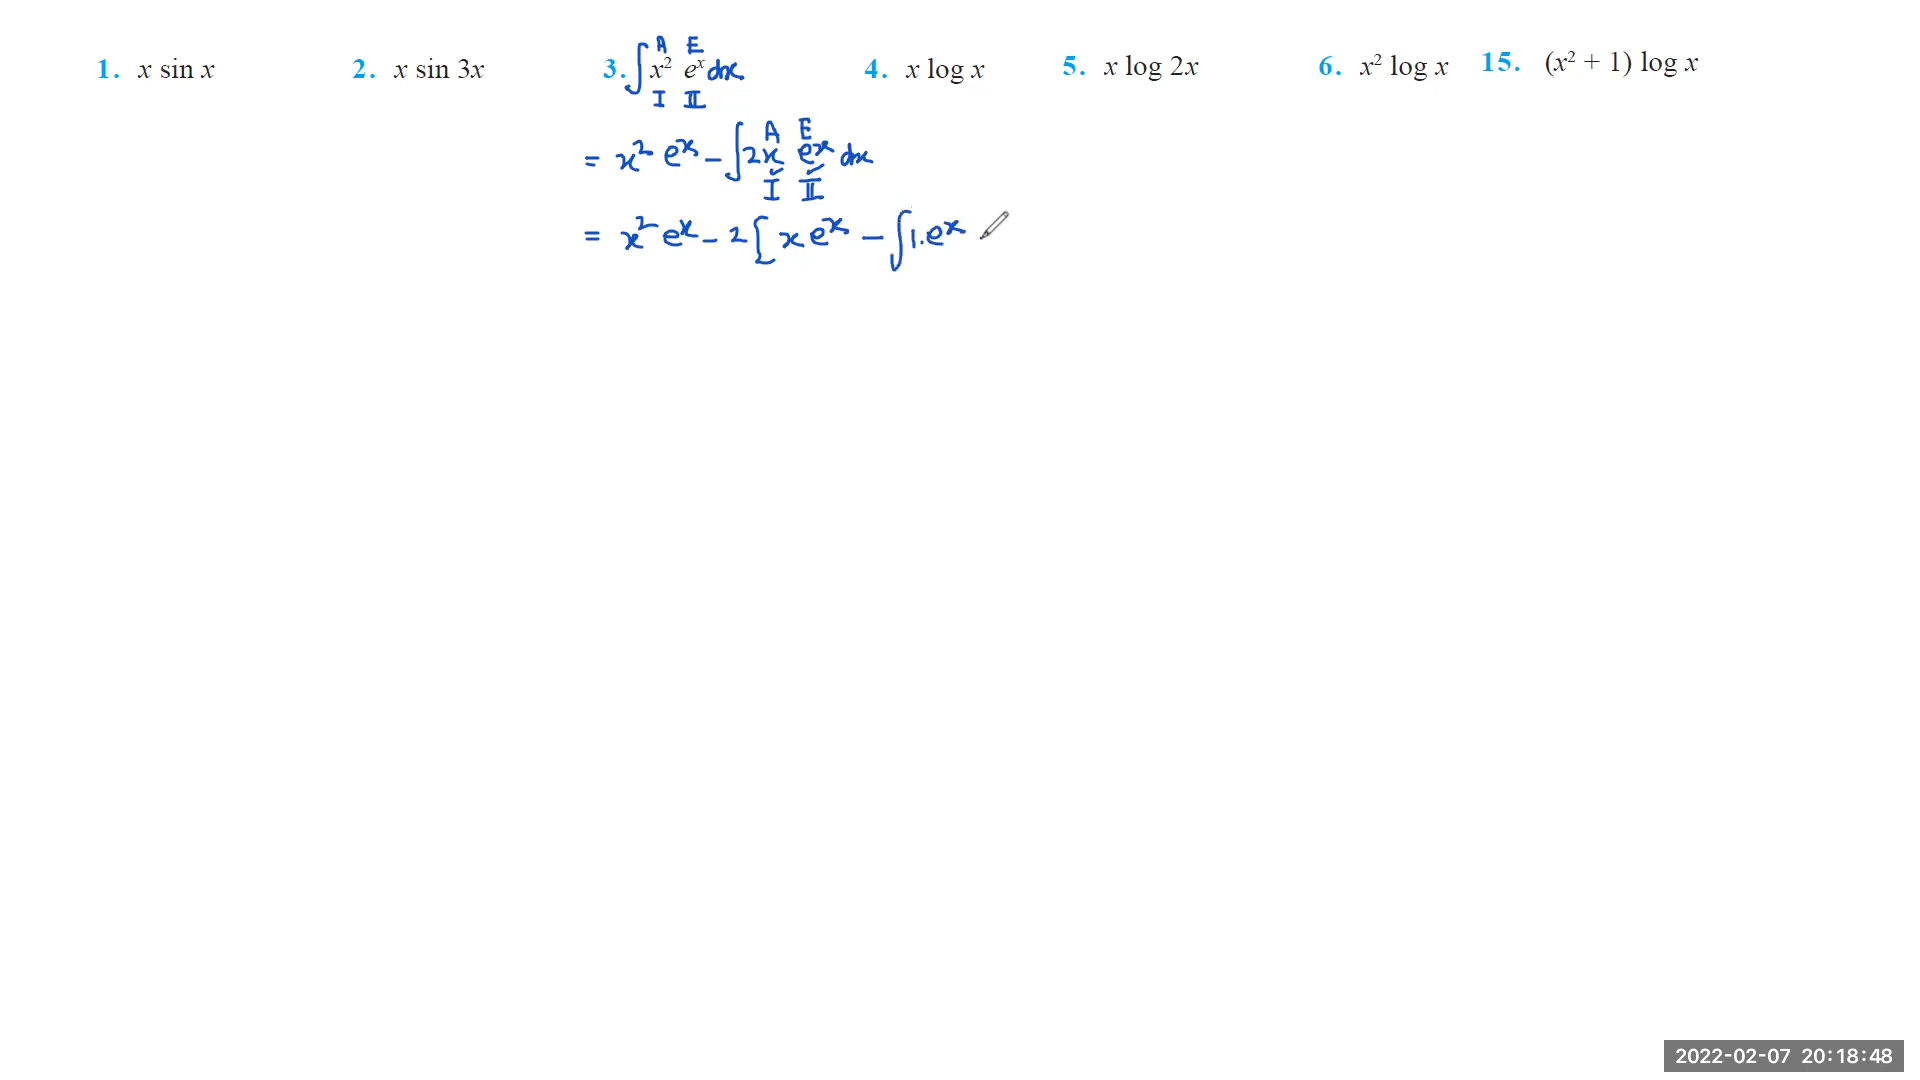 1. x sin x 2. x sin 3x 3. ∫ x² eˣ dx 4. x log x 5. x log 2x 6. x² log x 15. (x² + 1) log x
A E
I II
= x² eˣ - ∫ 2x eˣ dx
A E
I II
= x² eˣ - 2 [ x eˣ - ∫ 1.eˣ
2022-02-07 20:18:48